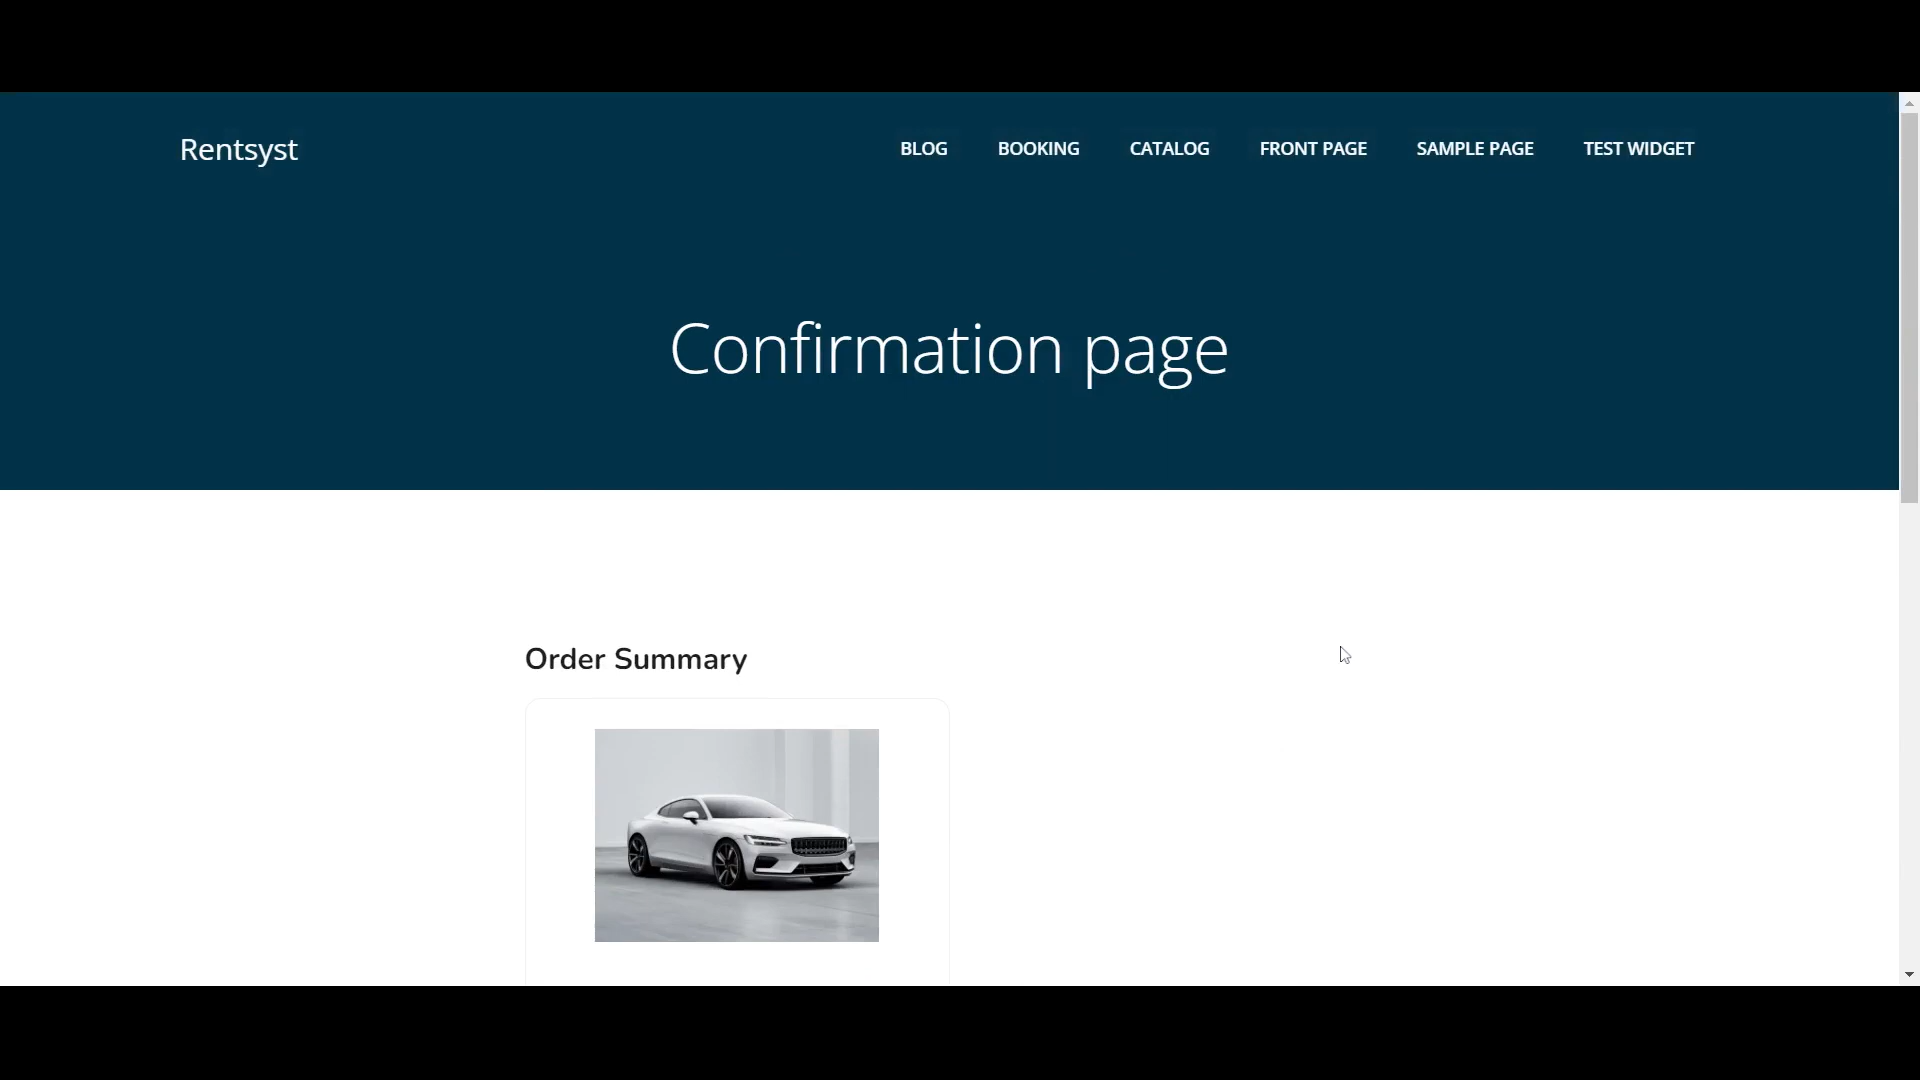 Rentsyst
BLOG BOOKING CATALOG FRONT PAGE SAMPLE PAGE TEST WIDGET
Confirmation page
Order Summary